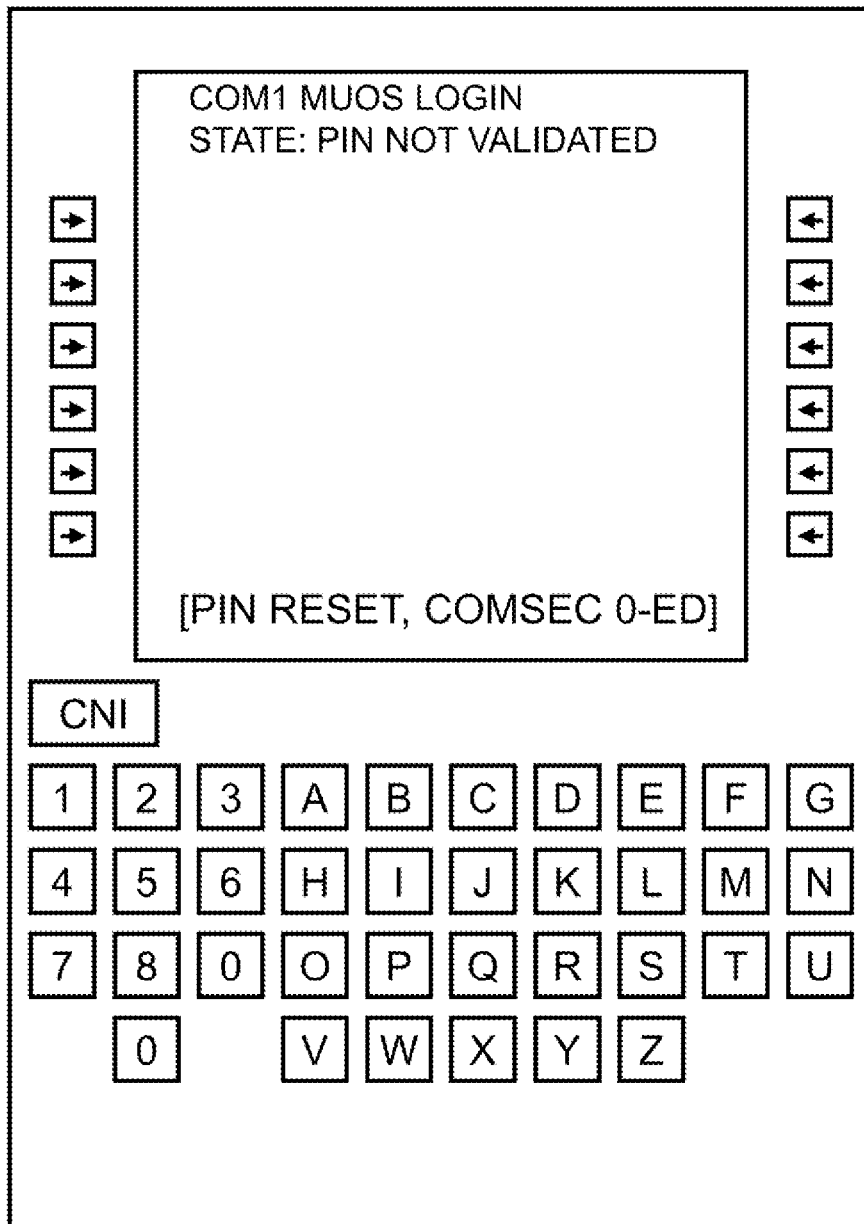 COM1 MUOS LOGIN
STATE: PIN NOT VALIDATED
[PIN RESET, COMSEC 0-ED]
CNI
1 2 3 A B C D E F G
4 5 6 H I J K L M N
7 8 0 O P Q R S T U
0 V W X Y Z